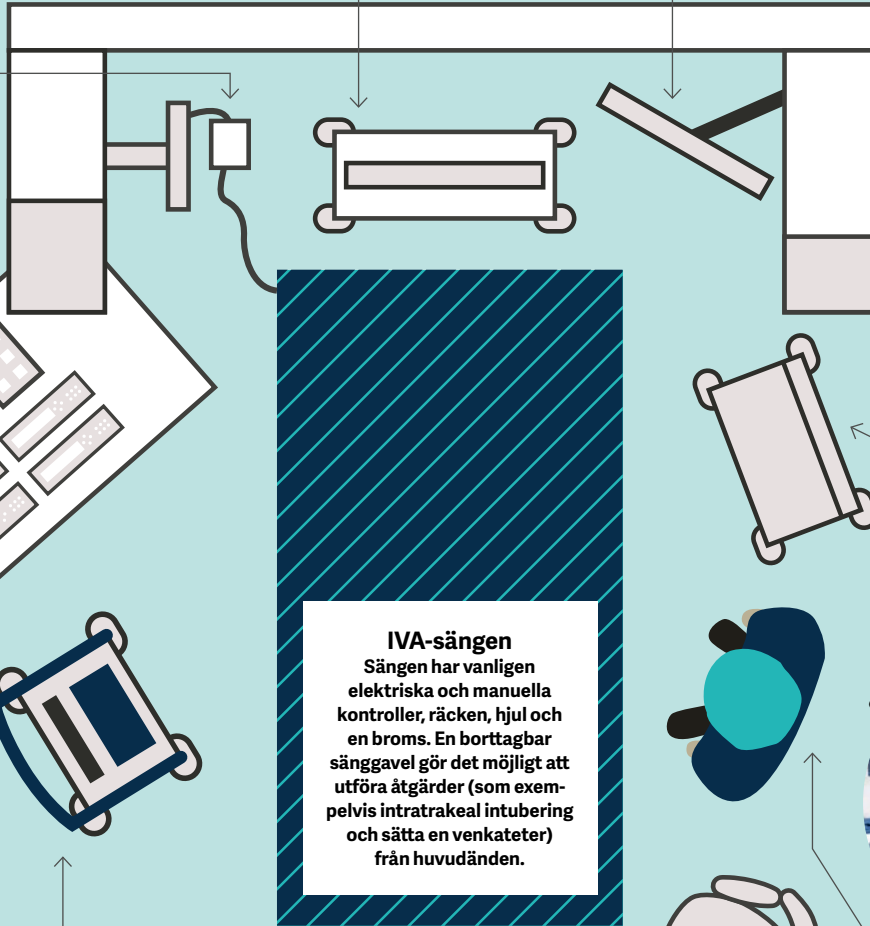 IVA-sängen
Sängen har vanligen
elektriska och manuella
kontroller, räcken, hjul och
en broms. En borttagbar
sänggavel gör det möjligt att
utföra åtgärder (som exem-
pelvis intratrakeal intubering
och sätta en venkateter)
från huvudänden.